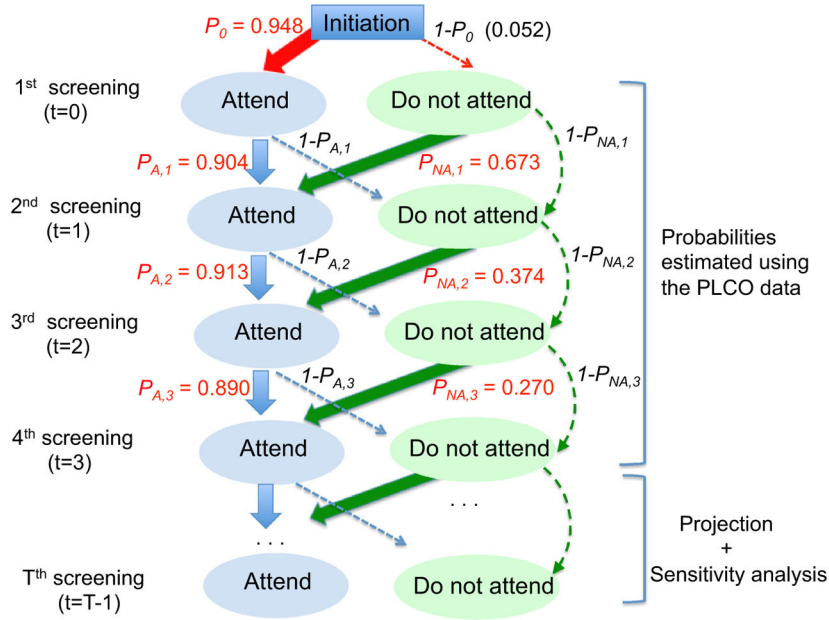 P0 = 0.948
Initiation
1-P0 (0.052)
1st screening
(t=0)
Attend
Do not attend
PA,1 = 0.904
1-PA,1
PNA,1 = 0.673
1-PNA,1
2nd screening
(t=1)
Attend
Do not attend
PA,2 = 0.913
1-PA,2
PNA,2 = 0.374
1-PNA,2
Probabilities
estimated using
the PLCO data
3rd screening
(t=2)
Attend
Do not attend
PA,3 = 0.890
1-PA,3
PNA,3 = 0.270
1-PNA,3
4th screening
(t=3)
Attend
Do not attend
. . .
. . .
Projection
+
Sensitivity analysis
Tth screening
(t=T-1)
Attend
Do not attend